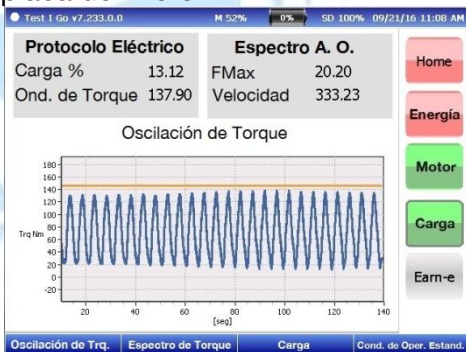 Test I Go v7.233.0.0 M 52% 0% SD 100% 09/21/16 11:08 AM
Protocolo Eléctrico
Carga % 13.12
Ond. de Torque 137.90
Espectro A. O.
FMax 20.20
Velocidad 333.23
Oscilación de Torque
Trq Nm
180
160
140
120
100
80
60
40
20
0
-20
20 40 60 80 100 120 140
[seg]
Home
Energía
Motor
Carga
Earn-e
Oscilación de Trq. Espectro de Torque Carga Cond. de Oper. Estand.